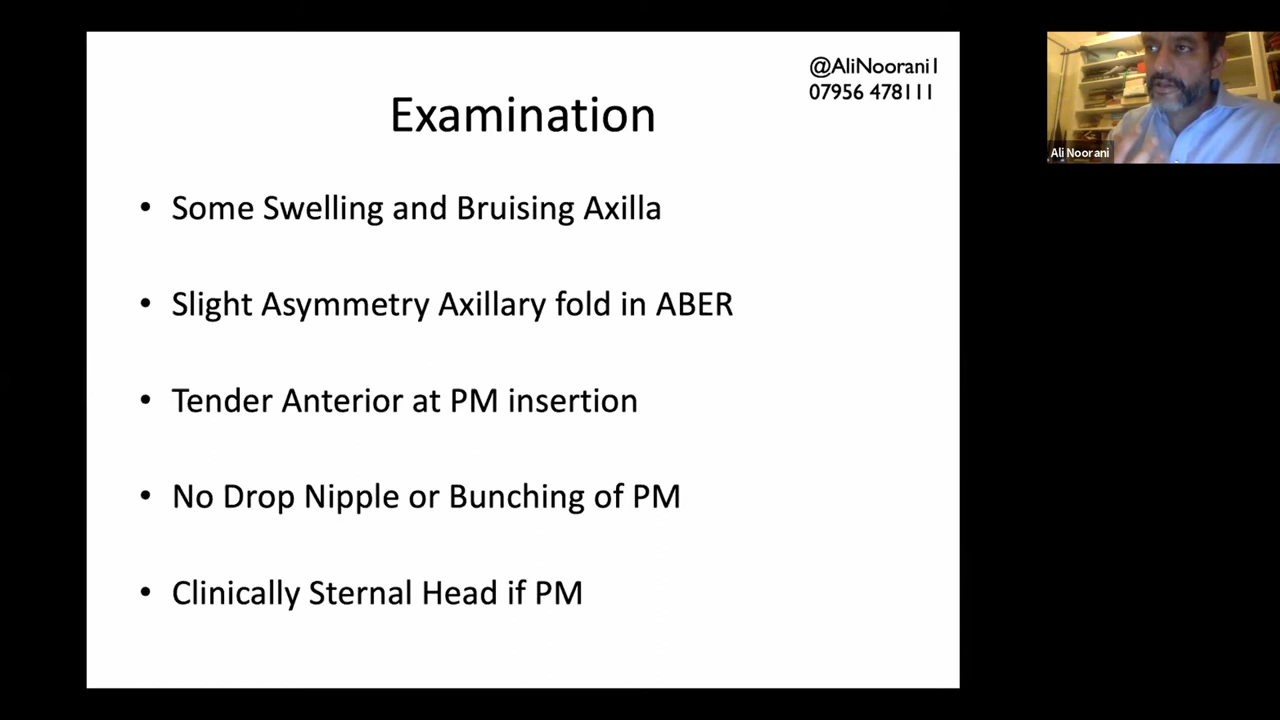 @AliNoorani1
07956 478111
Examination
• Some Swelling and Bruising Axilla
• Slight Asymmetry Axillary fold in ABER
• Tender Anterior at PM insertion
• No Drop Nipple or Bunching of PM
• Clinically Sternal Head if PM
Ali Noorani